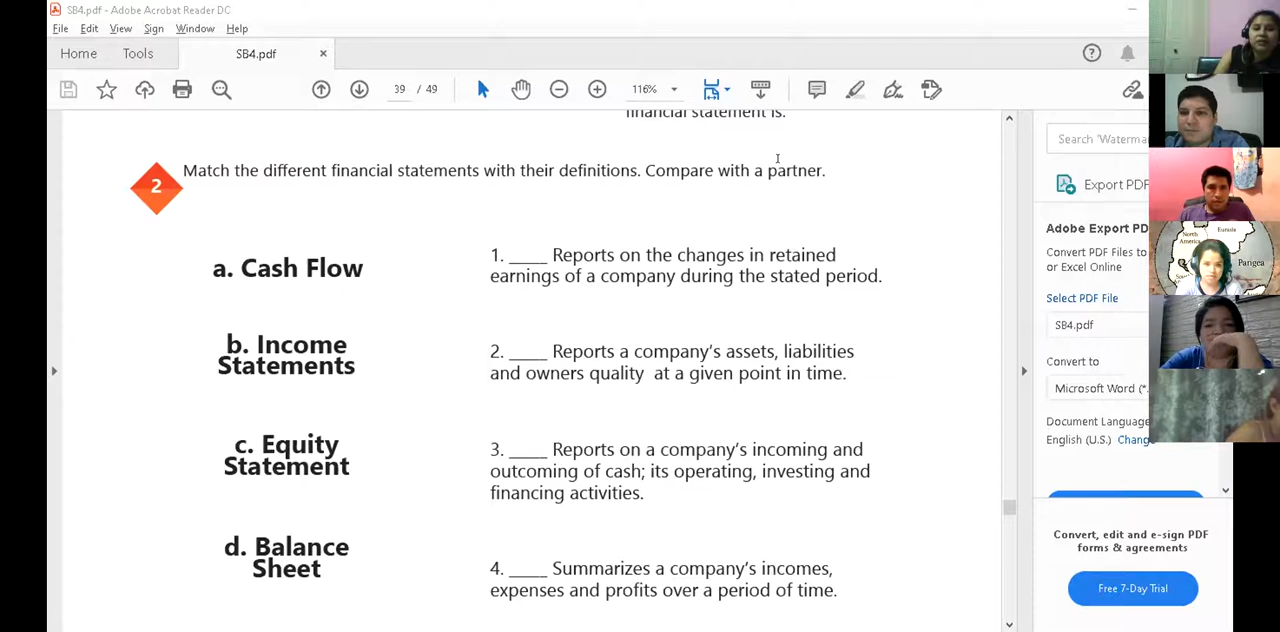 SB4.pdf - Adobe Acrobat Reader DC
File Edit View Sign Window Help
Home Tools SB4.pdf ×
39 / 49 116%
financial statement is.
2 Match the different financial statements with their definitions. Compare with a partner.
a. Cash Flow
1. ____ Reports on the changes in retained
earnings of a company during the stated period.
b. Income
Statements
2. ____ Reports a company's assets, liabilities
and owners quality at a given point in time.
c. Equity
Statement
3. ____ Reports on a company's incoming and
outcoming of cash; its operating, investing and
financing activities.
d. Balance
Sheet
4. ____ Summarizes a company's incomes,
expenses and profits over a period of time.
Search 'Waterma
Export PDF
Adobe Export PD
Convert PDF Files to
or Excel Online
Select PDF File
SB4.pdf
Convert to
Microsoft Word (*.
Document Language
English (U.S.) Change
Convert, edit and e-sign PDF
forms & agreements
Free 7-Day Trial
North
America
Eurasia
Pangea